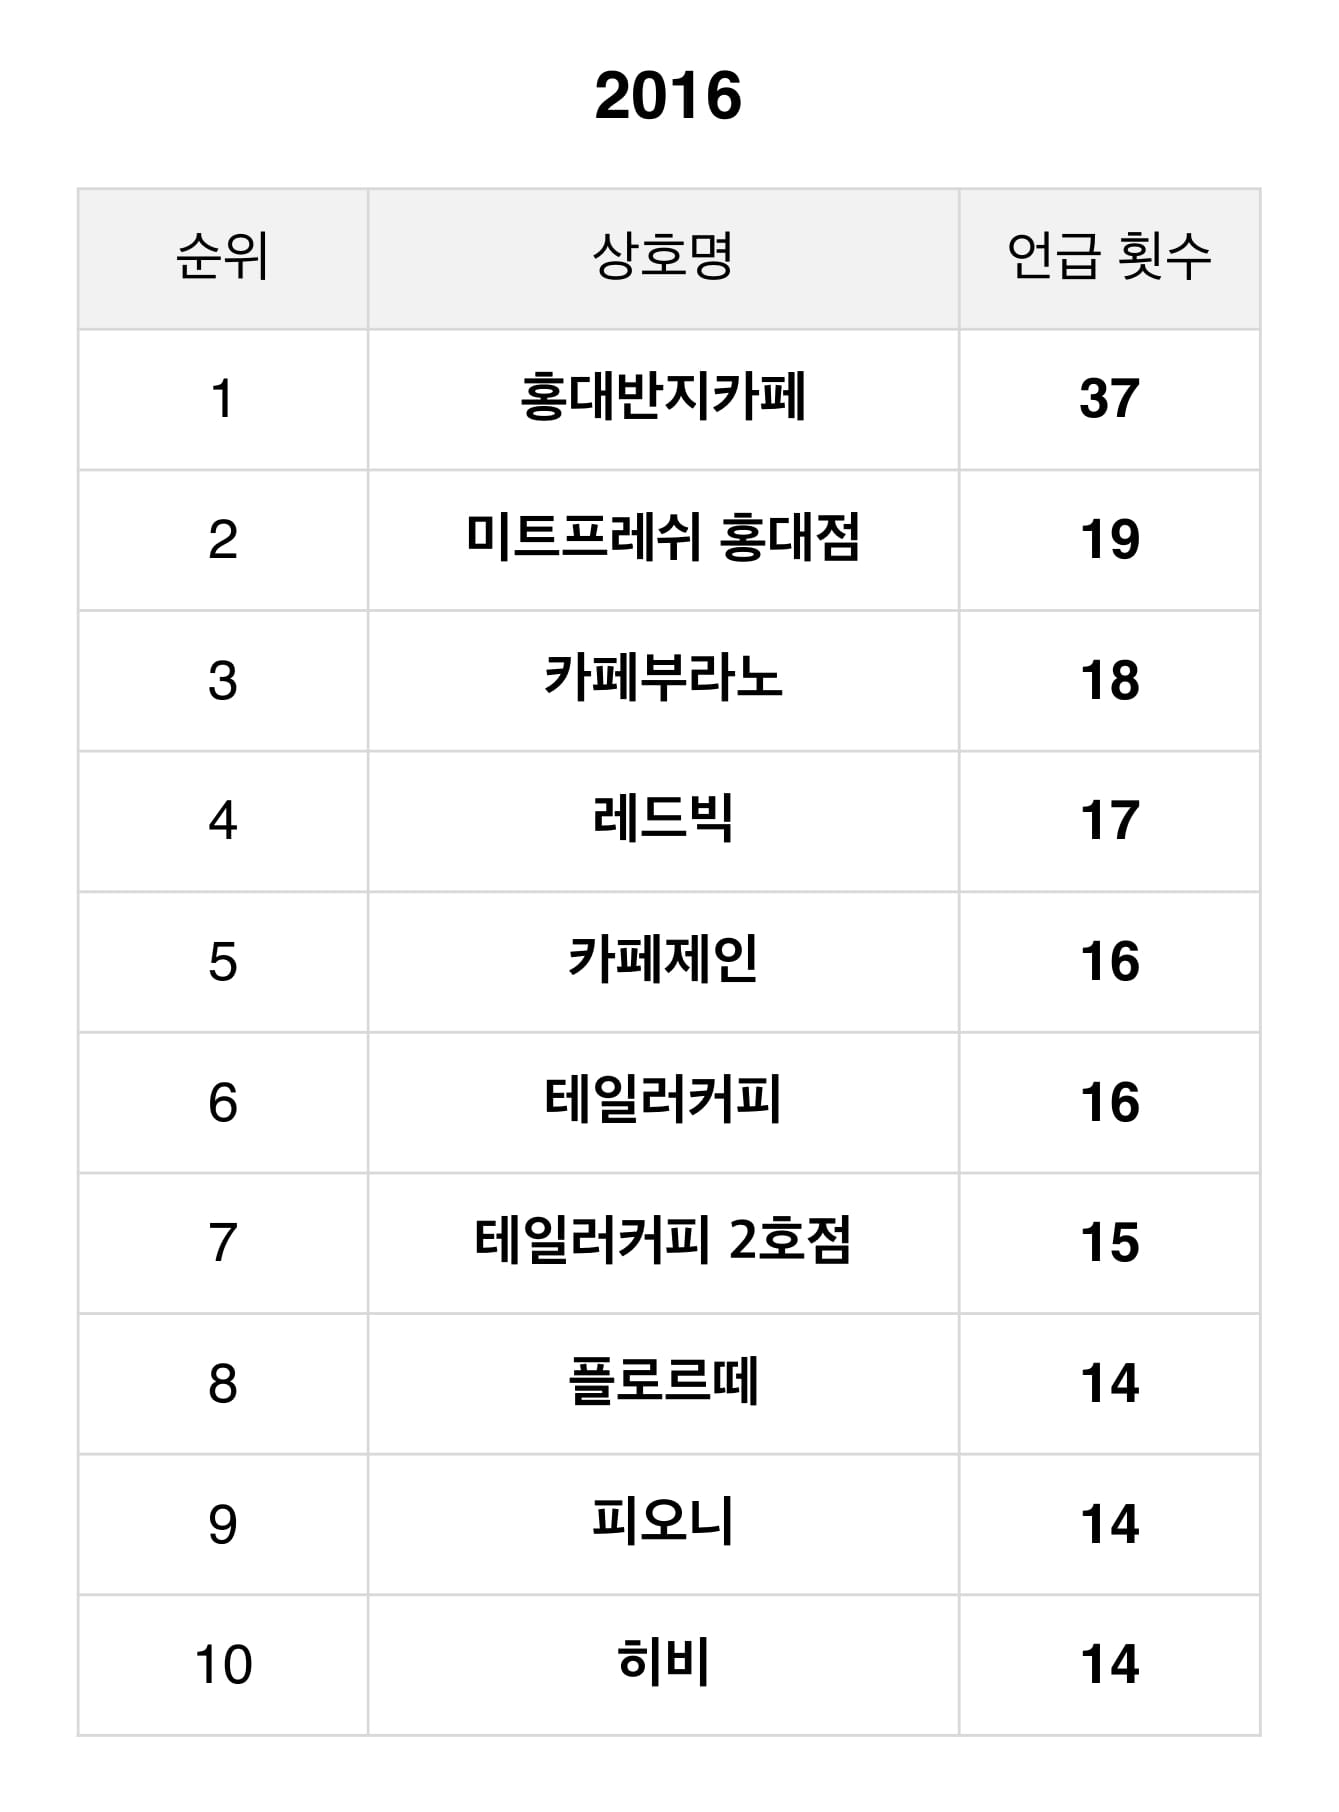 2016
순위 상호명 언급 횟수
1 홍대반지카페 37
2 미트프레쉬 홍대점 19
3 카페부라노 18
4 레드빅 17
5 카페제인 16
6 테일러커피 16
7 테일러커피 2호점 15
8 플로르떼 14
9 피오니 14
10 히비 14